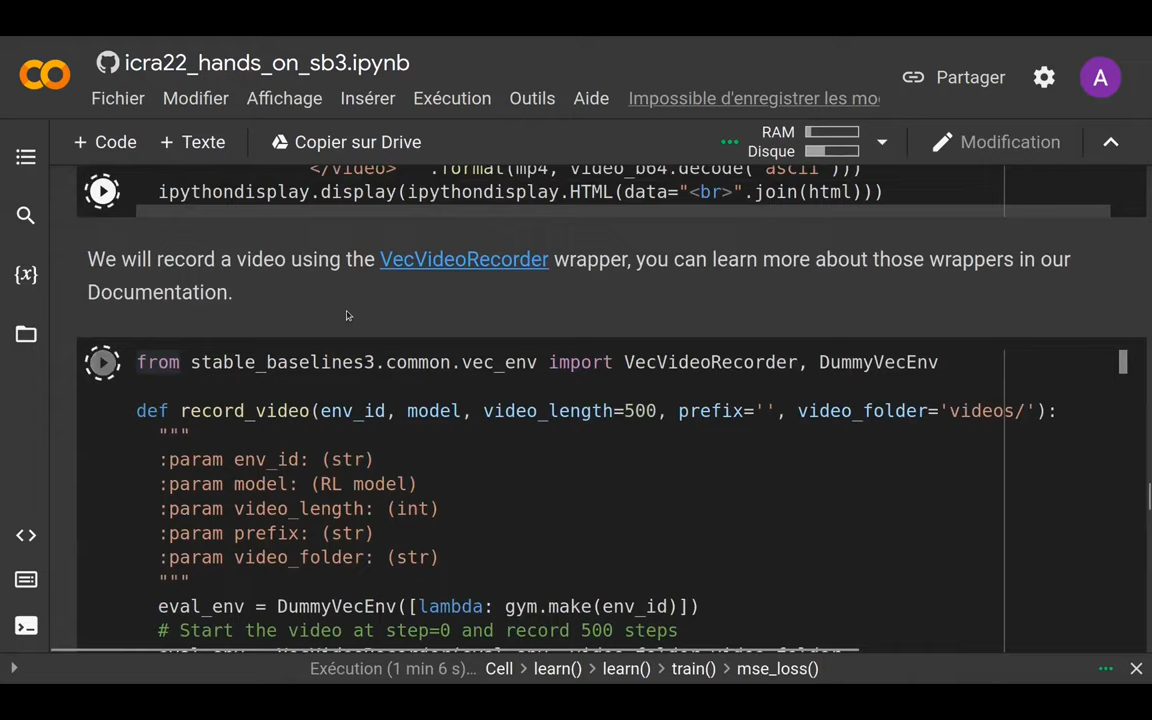 icra22_hands_on_sb3.ipynb
Partager
A
Fichier Modifier Affichage Insérer Exécution Outils Aide Impossible d'enregistrer les mo
+ Code + Texte Copier sur Drive RAM Disque Modification
</video> '''.format(mp4, video_b64.decode('ascii')))
ipythondisplay.display(ipythondisplay.HTML(data="<br>".join(html)))
We will record a video using the VecVideoRecorder wrapper, you can learn more about those wrappers in our
Documentation.
from stable_baselines3.common.vec_env import VecVideoRecorder, DummyVecEnv
def record_video(env_id, model, video_length=500, prefix='', video_folder='videos/'):
"""
:param env_id: (str)
:param model: (RL model)
:param video_length: (int)
:param prefix: (str)
:param video_folder: (str)
"""
eval_env = DummyVecEnv([lambda: gym.make(env_id)])
# Start the video at step=0 and record 500 steps
Exécution (1 min 6 s)... Cell > learn() > learn() > train() > mse_loss()